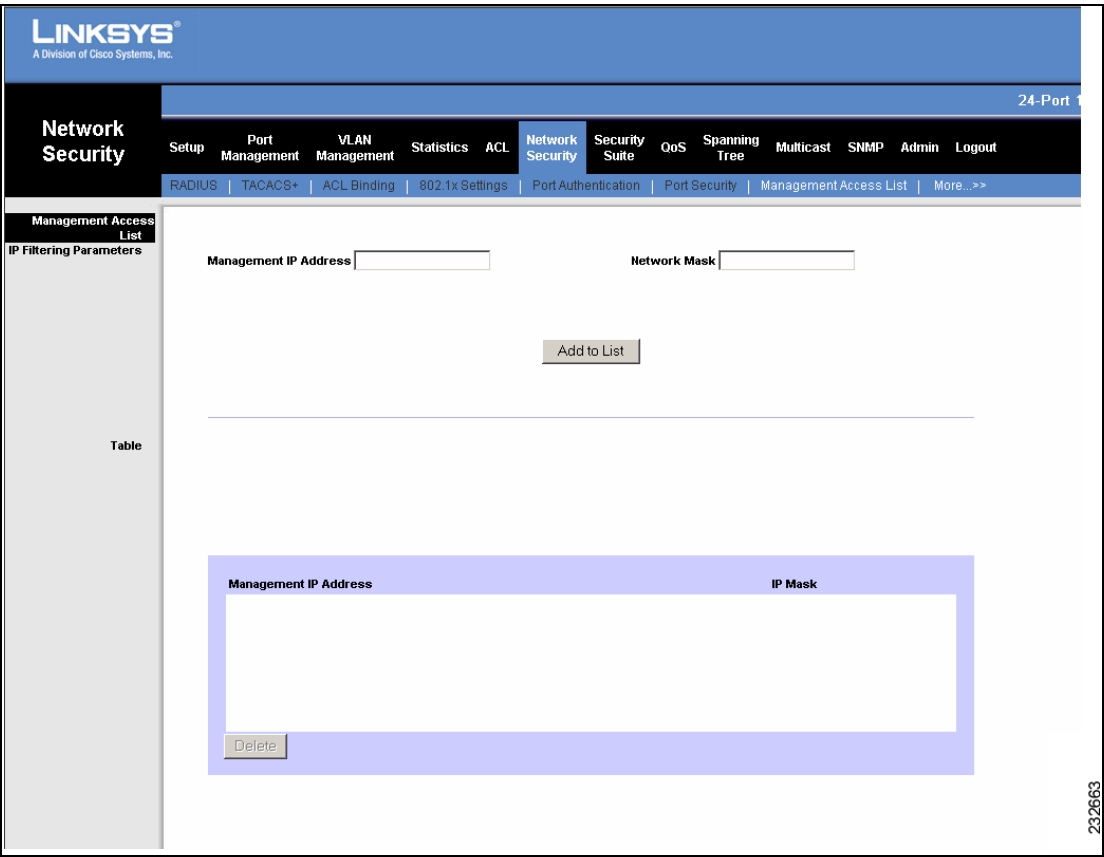 LINKSYS®
A Division of Cisco Systems, Inc.
24-Port 1
Network
Security
Setup Port Management VLAN Management Statistics ACL Network Security Security Suite QoS Spanning Tree Multicast SNMP Admin Logout
RADIUS | TACACS+ | ACL Binding | 802.1x Settings | Port Authentication | Port Security | Management Access List | More...>>
Management Access
List
IP Filtering Parameters
Management IP Address Network Mask
Add to List
Table
Management IP Address IP Mask
Delete
232663